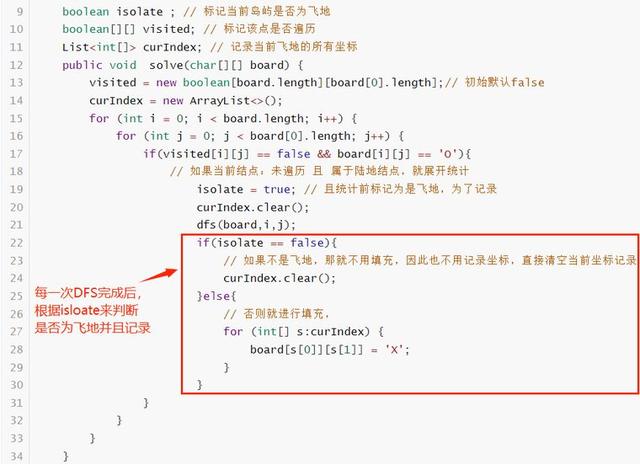 9 boolean isolate ; // 标记当前岛屿是否为飞地
10 boolean[][] visited; // 标记该点是否遍历
11 List<int[]> curIndex; // 记录当前飞地的所有坐标
12 public void  solve(char[][] board) {
13 visited = new boolean[board.length][board[0].length];// 初始默认false
14 curIndex = new ArrayList<>();
15 for (int i = 0; i < board.length; i++) {
16 for (int j = 0; j < board[0].length; j++) {
17 if(visited[i][j] == false && board[i][j] == 'O'){
18 // 如果当前结点：未遍历 且 属于陆地结点，就展开统计
19 isolate = true; // 且统计前标记为是飞地，为了记录
20 curIndex.clear();
21 dfs(board,i,j);
22 if(isolate == false){
23 // 如果不是飞地，那就不用填充，因此也不用记录坐标，直接请空当前坐标记录
24 curIndex.clear();
25 }else{
26 // 否则就进行填充，
27 for (int[] s:curIndex) {
28 board[s[0]][s[1]] = 'X';
29 }
30 }
31 }
32 }
33 }
34 }
每一次DFS完成后，
根据isloate来判断
是否为飞地并且记录